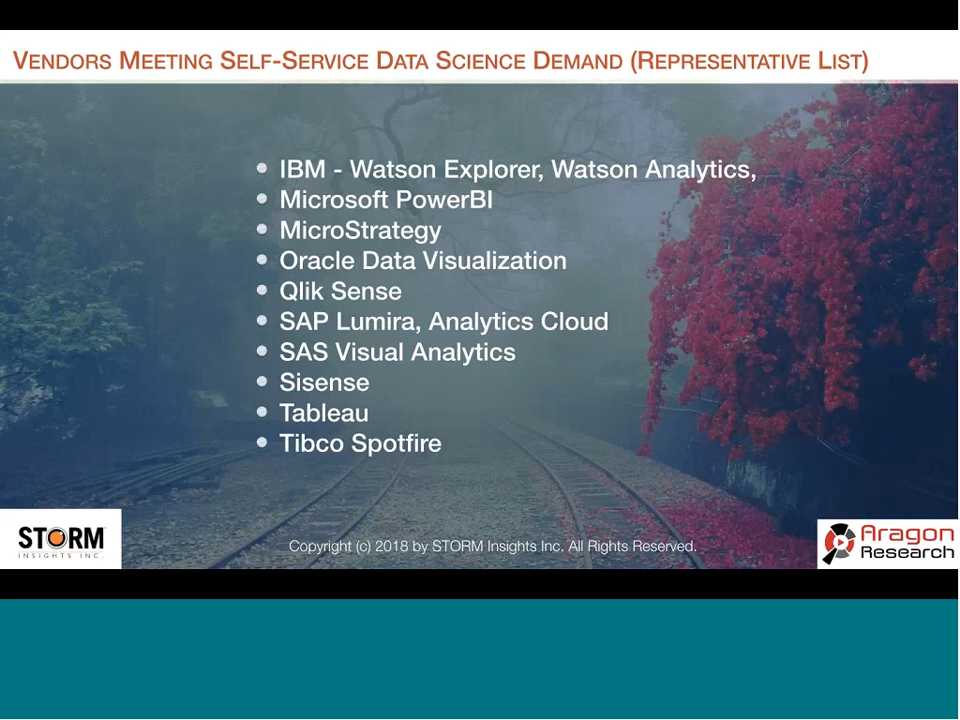 VENDORS MEETING SELF-SERVICE DATA SCIENCE DEMAND (REPRESENTATIVE LIST)
• IBM - Watson Explorer, Watson Analytics,
• Microsoft PowerBI
• MicroStrategy
• Oracle Data Visualization
• Qlik Sense
• SAP Lumira, Analytics Cloud
• SAS Visual Analytics
• Sisense
• Tableau
• Tibco Spotfire
STORM
INSIGHTS INC.
Copyright (c) 2018 by STORM Insights Inc. All Rights Reserved.
Aragon
Research